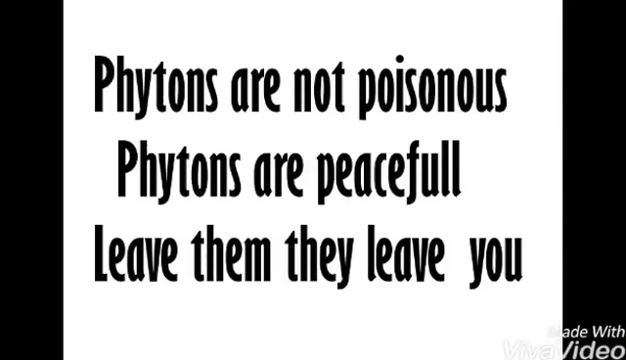 Phytons are not poisonous
Phytons are peacefull
Leave them they leave you
Made With
VivaVideo